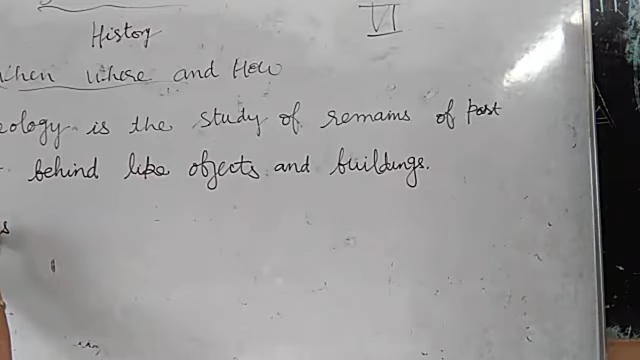 History
VI
When Where and How
eology is the study of remains of past
behind like objects and buildings.
s